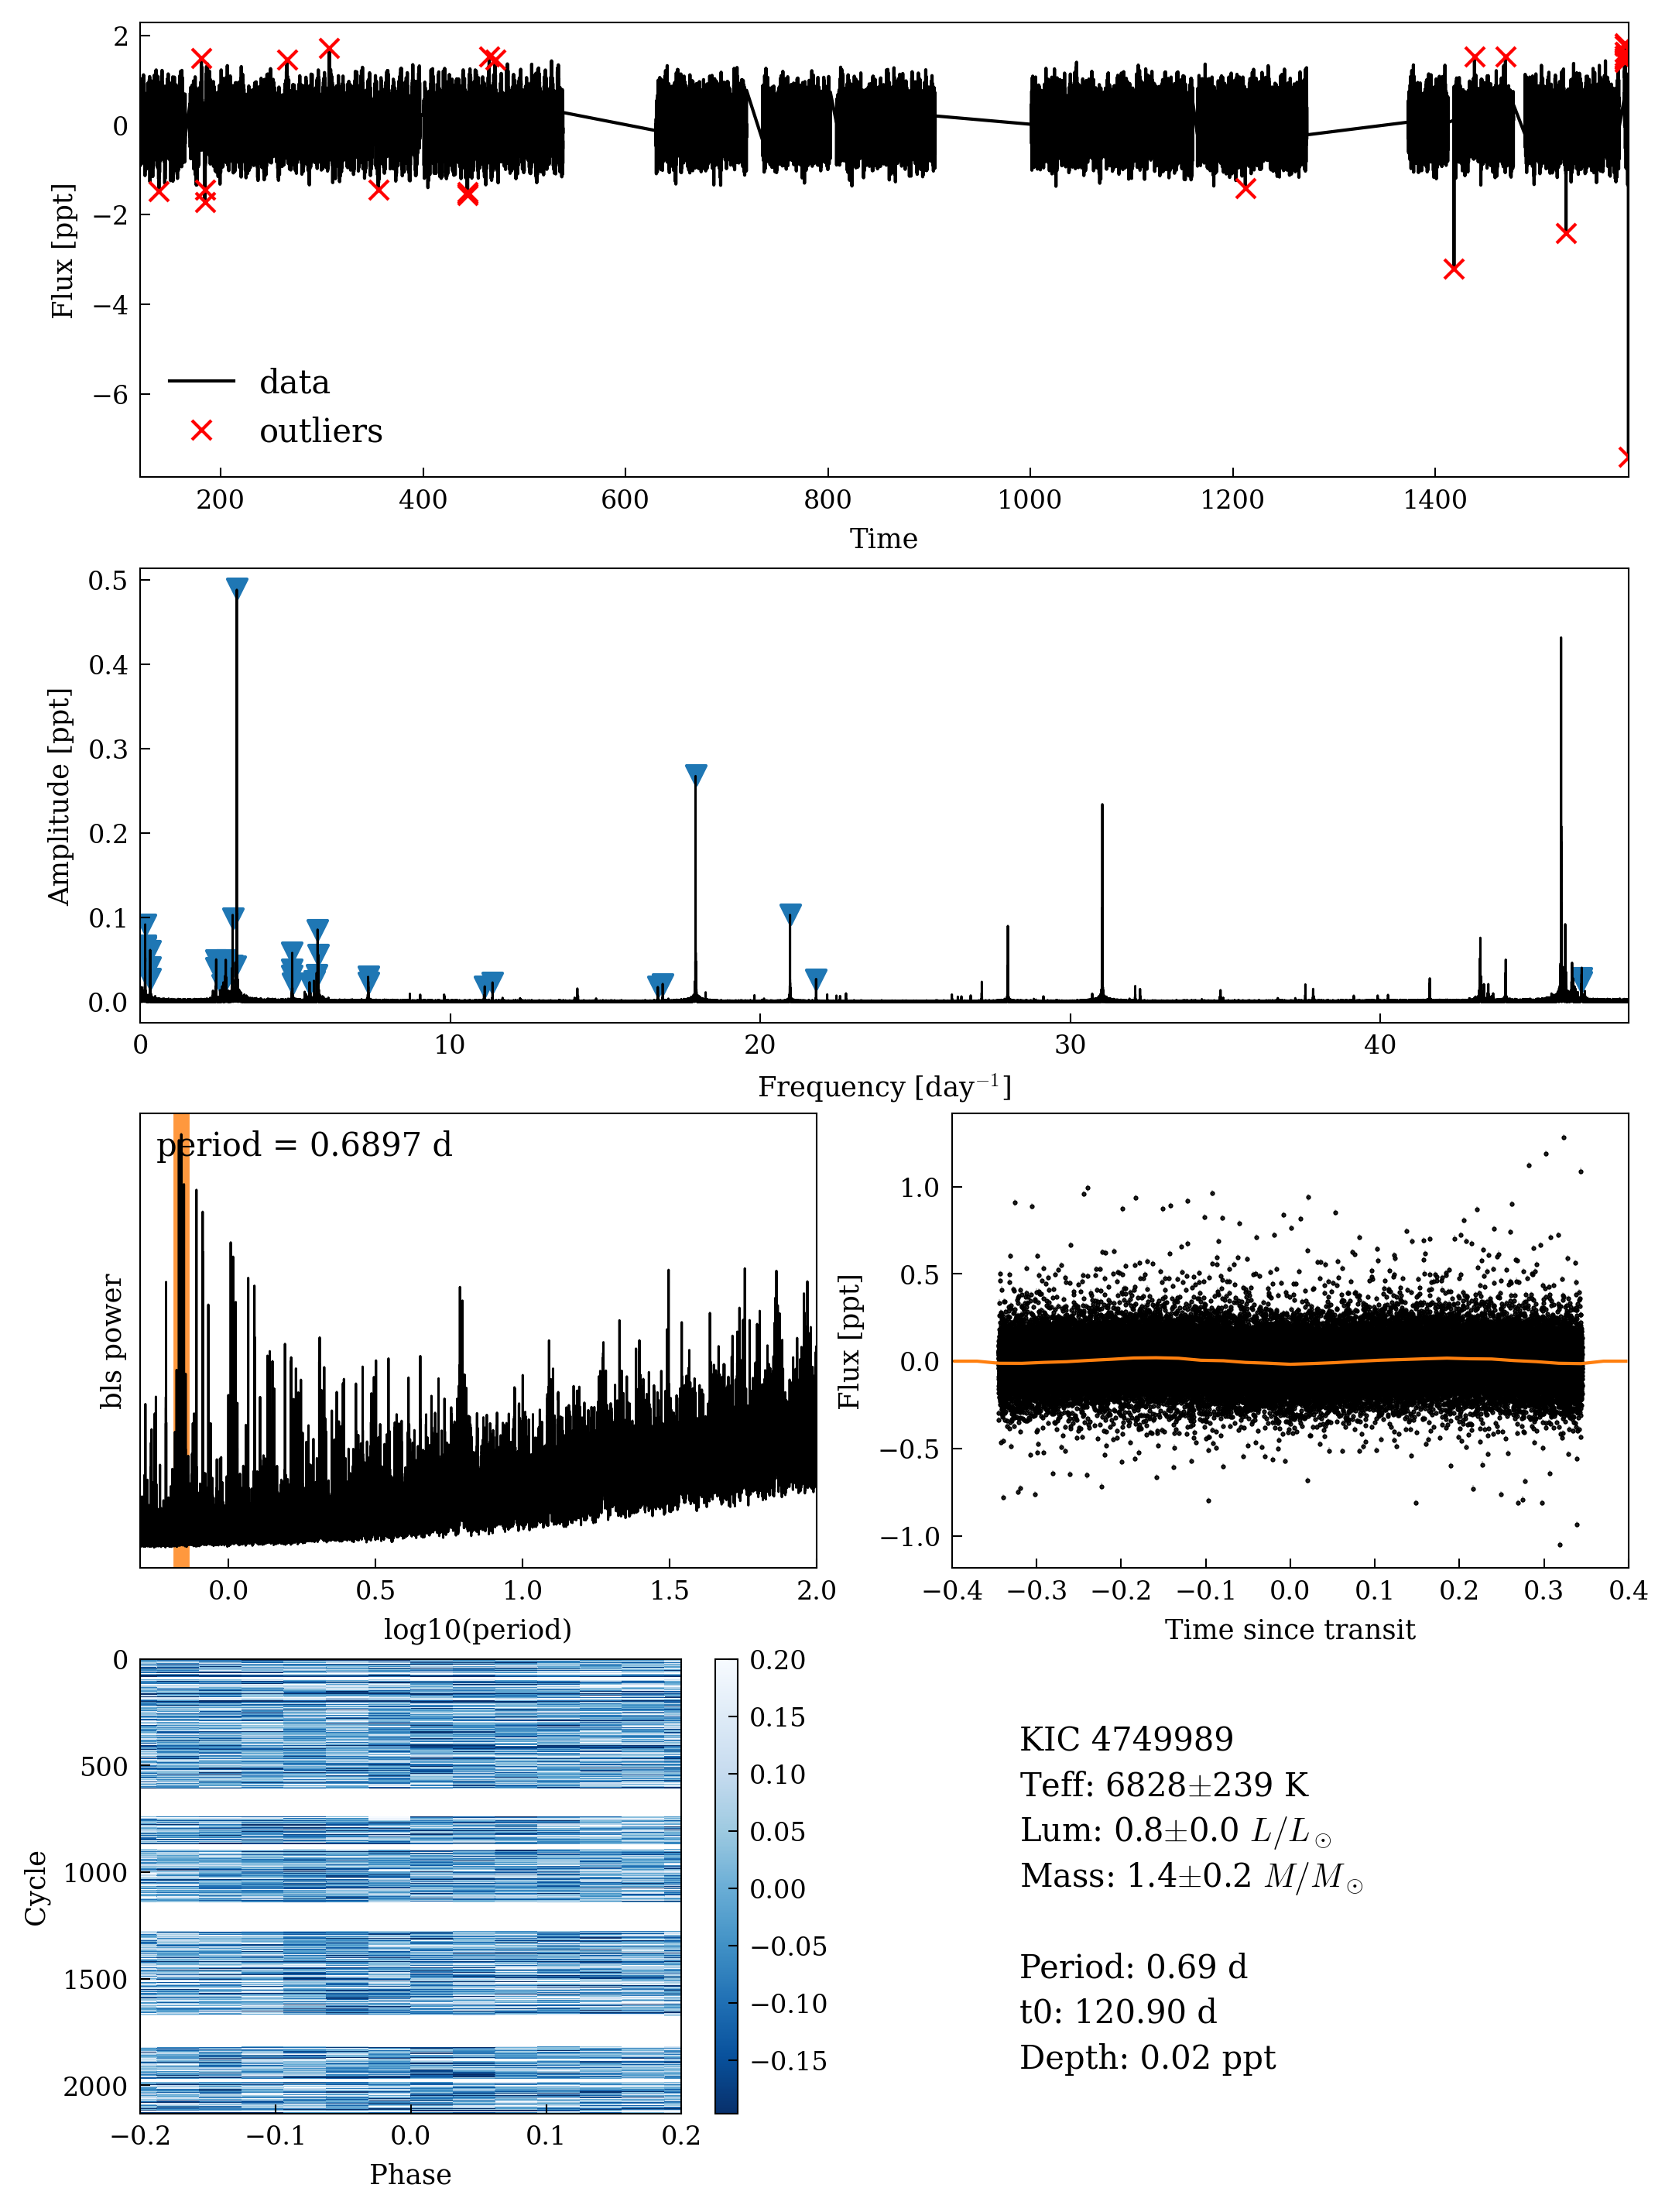 2
0
−2
−4
−6
Flux [ppt]
data
outliers
200 400 600 800 1000 1200 1400
Time
0.5
0.4
0.3
0.2
0.1
0.0
Amplitude [ppt]
0 10 20 30 40
Frequency [day⁻¹]
period = 0.6897 d
bls power
0.0 0.5 1.0 1.5 2.0
log10(period)
1.0
0.5
0.0
−0.5
−1.0
Flux [ppt]
−0.4 −0.3 −0.2 −0.1 0.0 0.1 0.2 0.3 0.4
Time since transit
0
500
1000
1500
2000
Cycle
−0.2 −0.1 0.0 0.1 0.2
Phase
0.20
0.15
0.10
0.05
0.00
−0.05
−0.10
−0.15
KIC 4749989
Teff: 6828±239 K
Lum: 0.8±0.0 L/L⊙
Mass: 1.4±0.2 M/M⊙
Period: 0.69 d
t0: 120.90 d
Depth: 0.02 ppt